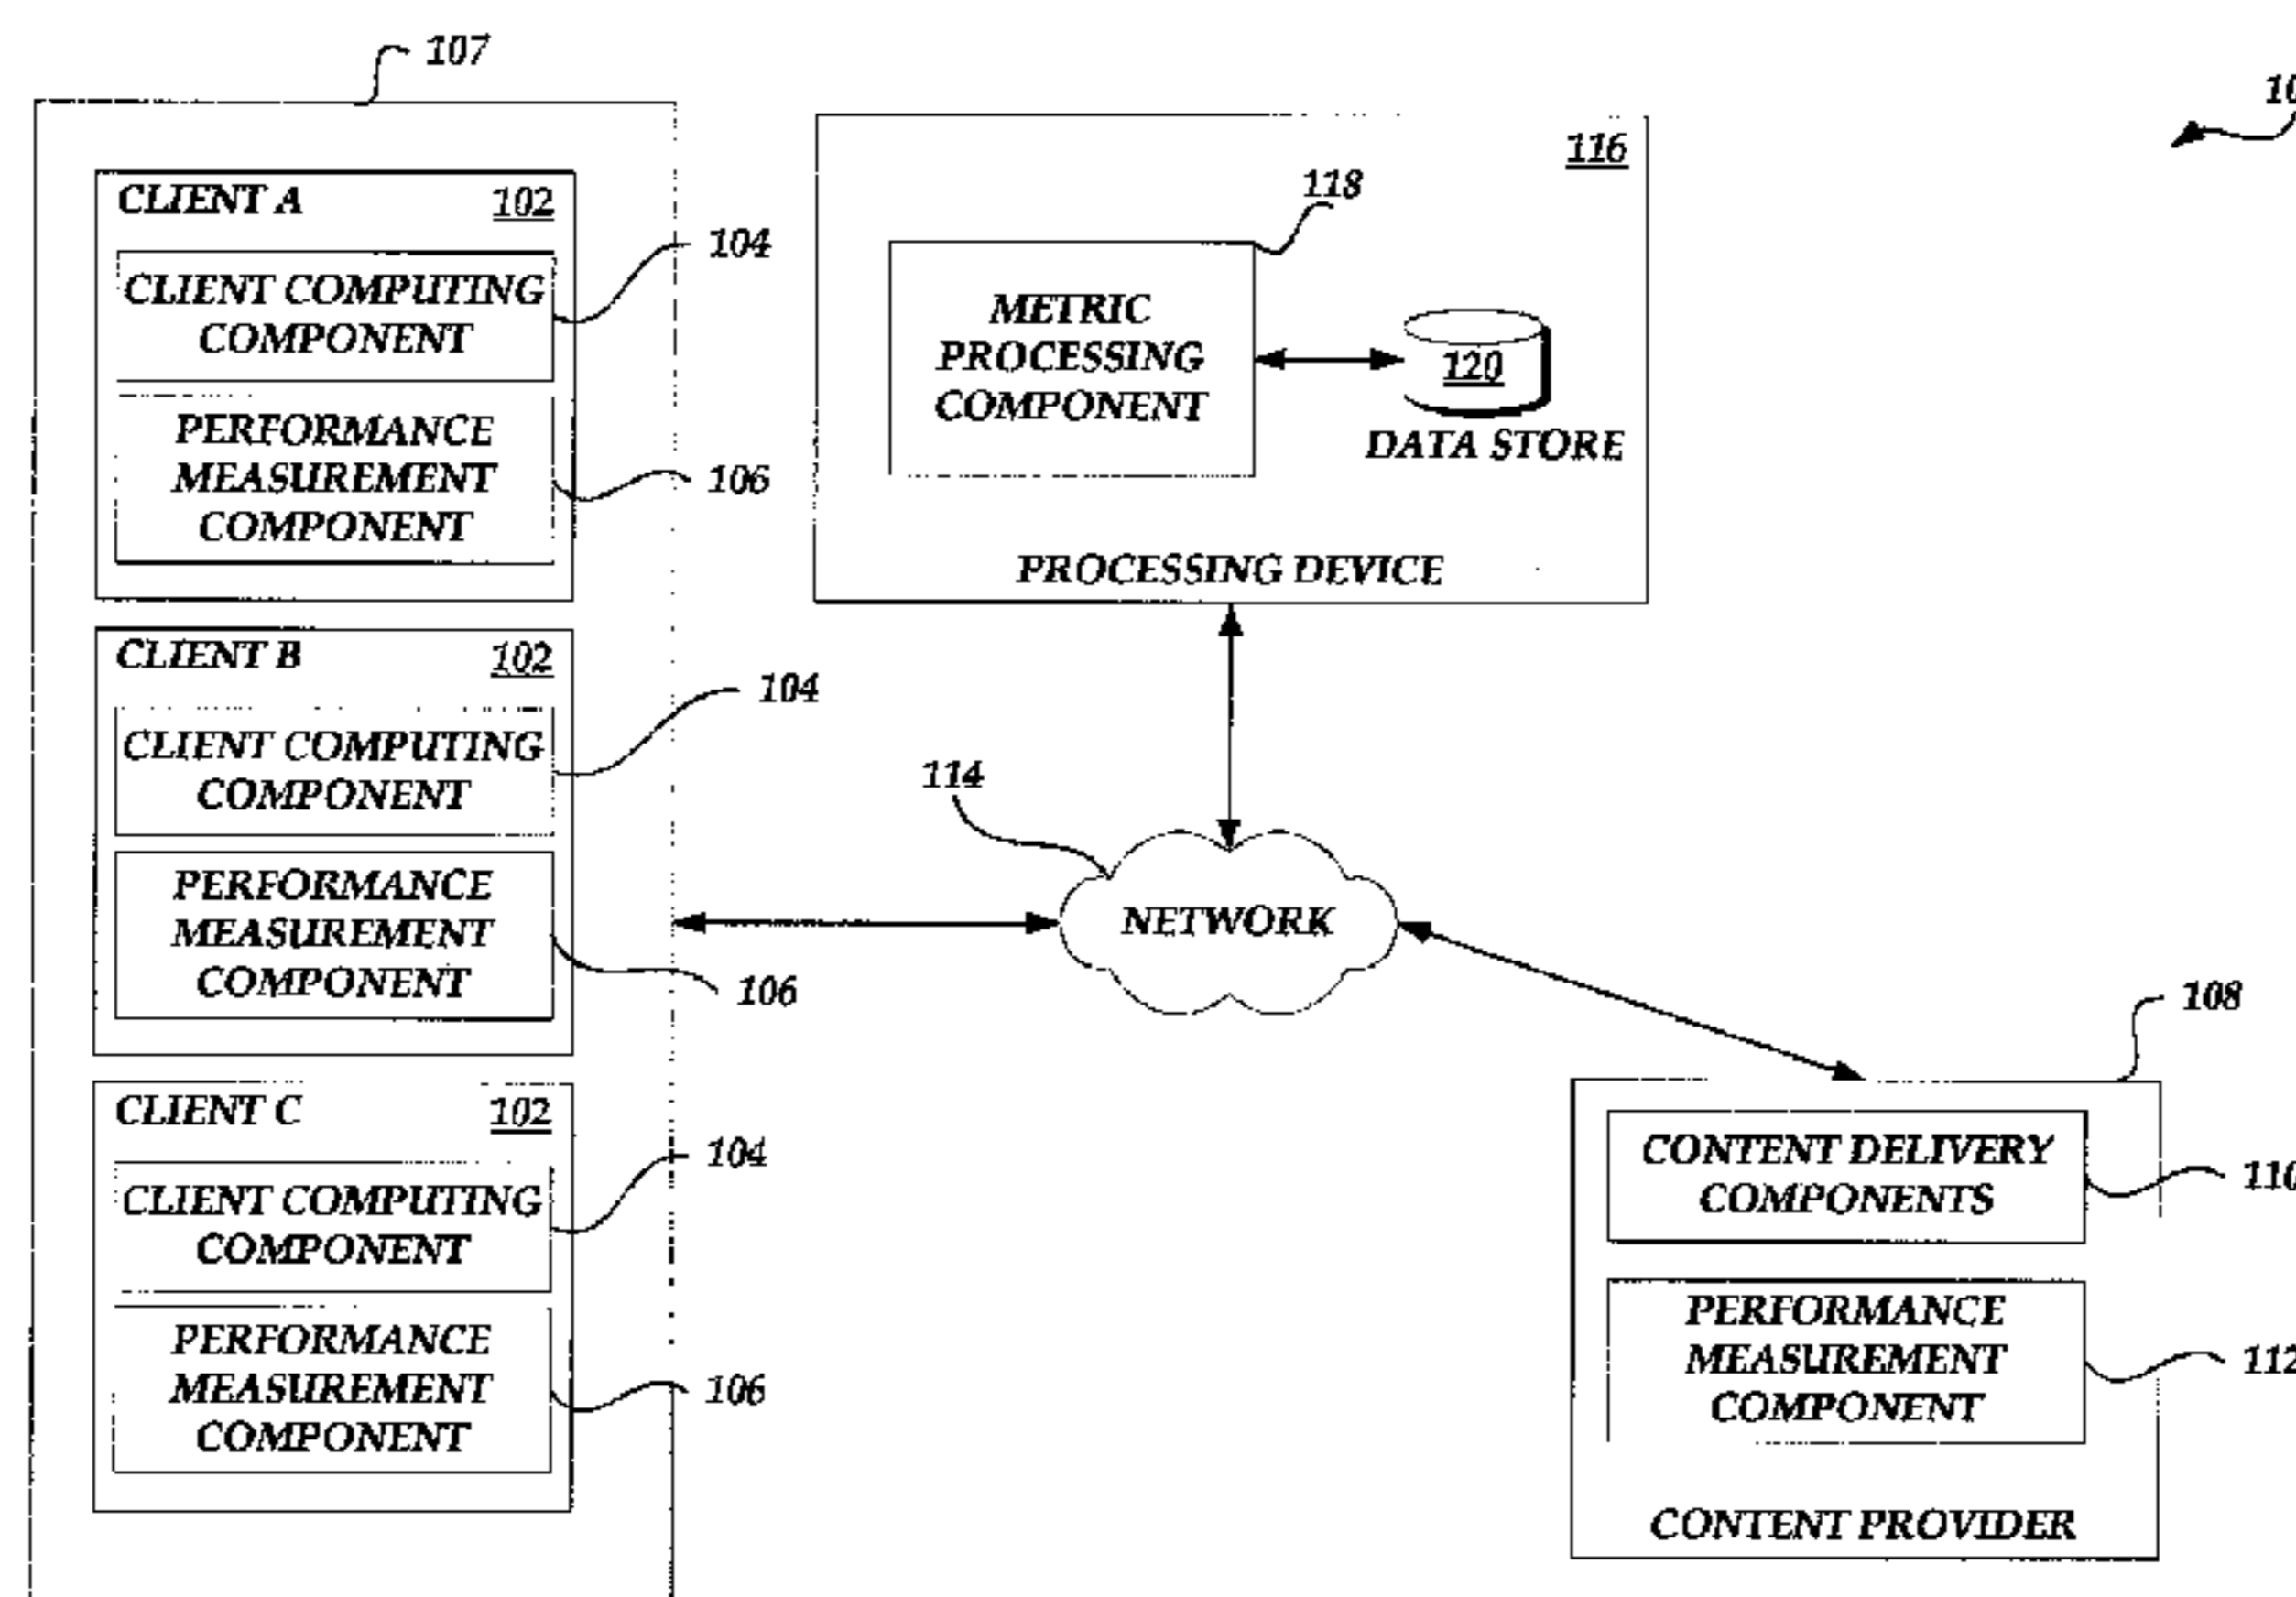 107
CLIENT A 102
CLIENT COMPUTING
COMPONENT
104
PERFORMANCE
MEASUREMENT
COMPONENT
106
CLIENT B 102
CLIENT COMPUTING
COMPONENT
104
PERFORMANCE
MEASUREMENT
COMPONENT
106
CLIENT C 102
CLIENT COMPUTING
COMPONENT
104
PERFORMANCE
MEASUREMENT
COMPONENT
106
116
118
METRIC
PROCESSING
COMPONENT
120
DATA STORE
PROCESSING DEVICE
114
NETWORK
108
CONTENT DELIVERY
COMPONENTS
110
PERFORMANCE
MEASUREMENT
COMPONENT
112
CONTENT PROVIDER